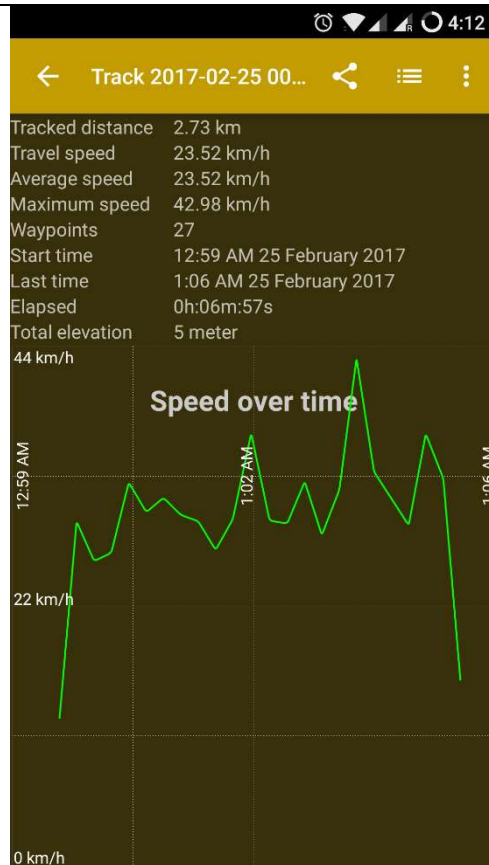 4:12
Track 2017-02-25 00...
Tracked distance 2.73 km
Travel speed 23.52 km/h
Average speed 23.52 km/h
Maximum speed 42.98 km/h
Waypoints 27
Start time 12:59 AM 25 February 2017
Last time 1:06 AM 25 February 2017
Elapsed 0h:06m:57s
Total elevation 5 meter
44 km/h
Speed over time
12:59 AM
1:02 AM
1:06 AM
22 km/h
0 km/h